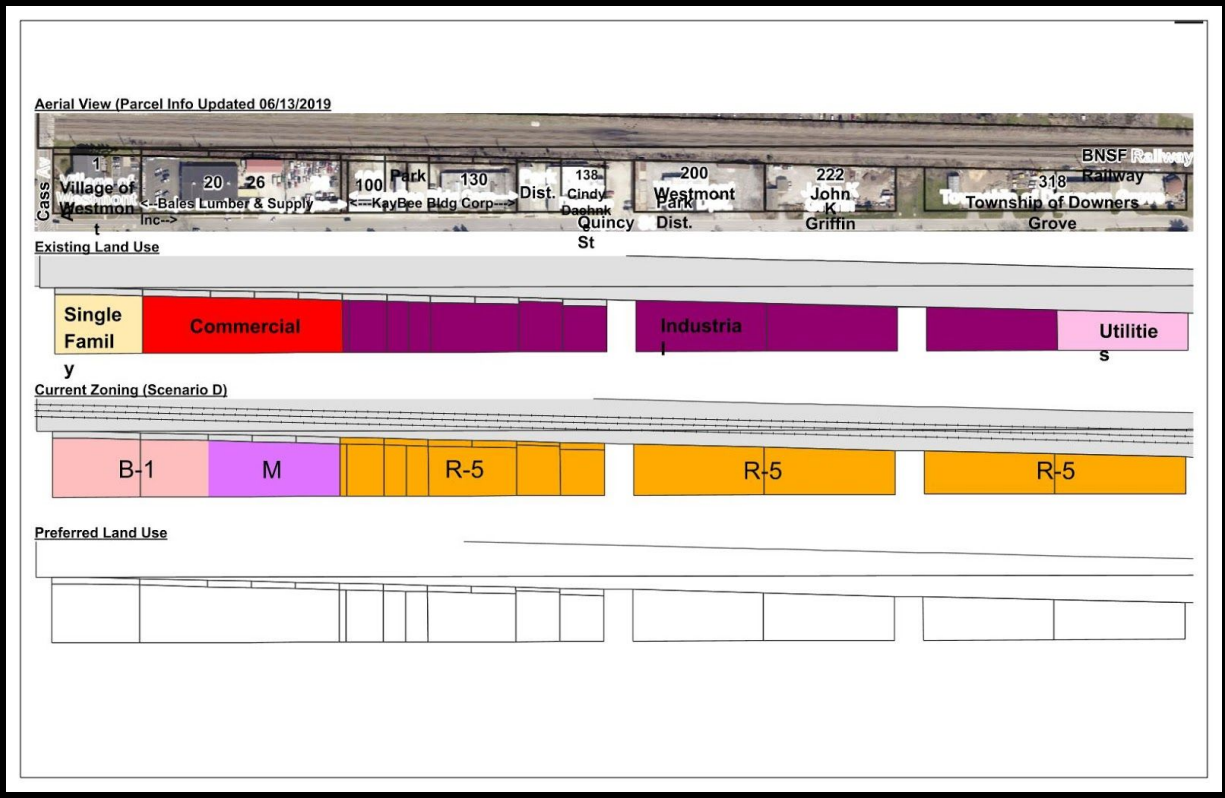 Aerial View (Parcel Info Updated 06/13/2019
BNSF Railway
Railway
1
Village of
Westmon
t
20
26
<--Bales Lumber & Supply
Inc-->
100
Park
130
<---KayBee Bldg Corp--->
Dist.
138
Cindy
Quincy
St
200
Westmont
Park
Dist.
222
John
K
Griffin
318
Township of Downers
Grove
Cass Av
Existing Land Use
Single
Famil
y
Commercial
Industria
l
Utilitie
s
Current Zoning (Scenario D)
B-1
M
R-5
R-5
R-5
Preferred Land Use